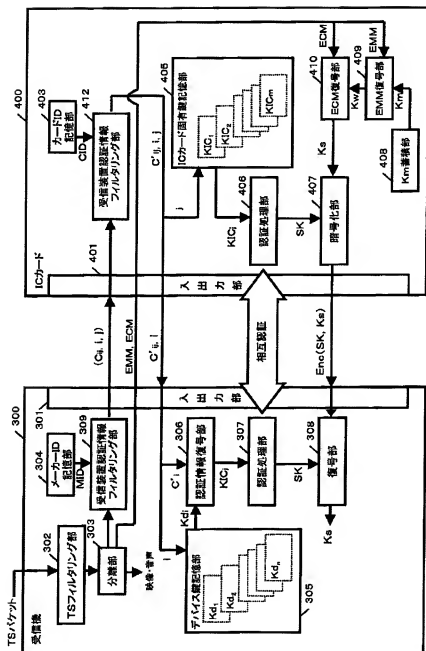 TSパケット
受信機
300
302
TSフィルタリング部
303
分離部
映像・音声
304
メーカーID
記憶部
MID
309
受信装置認証情報
フィルタリング部
301
入出力部
(Cij, i, j)
EMM, ECM
C'ij, i
i
デバイス鍵記憶部
Kd1
Kd2
Kdn
305
Kdi
C'i
306
認証情報復号部
KICj
307
認証処理部
SK
308
復号部
Ks
相互認証
Enc(SK, Ks)
ICカード
400
401
入出力部
403
カードID
記憶部
CID
412
受信装置認証情報
フィルタリング部
C'ij, i, j
j
405
ICカード固有鍵記憶部
KIC1
KIC2
KICm
KICj
406
認証処理部
SK
407
暗号化部
Ks
ECM
410
ECM復号部
Kw
EMM
409
EMM復号部
Km
408
Km蓄積部